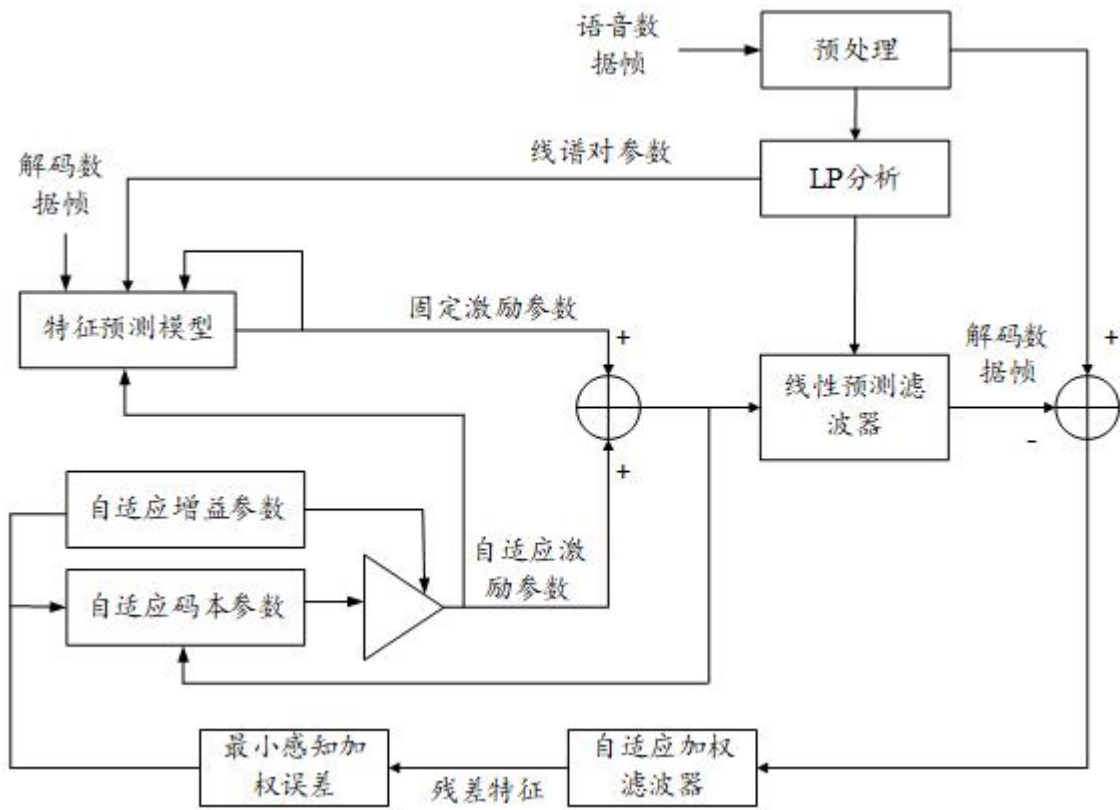 语音数
据帧
预处理
线谱对参数
LP分析
解码数
据帧
特征预测模型
固定激励参数
+
+
解码数
据帧
+
-
线性预测滤
波器
自适应增益参数
自适应码本参数
自适应激
励参数
最小感知加
权误差
残差特征
自适应加权
滤波器